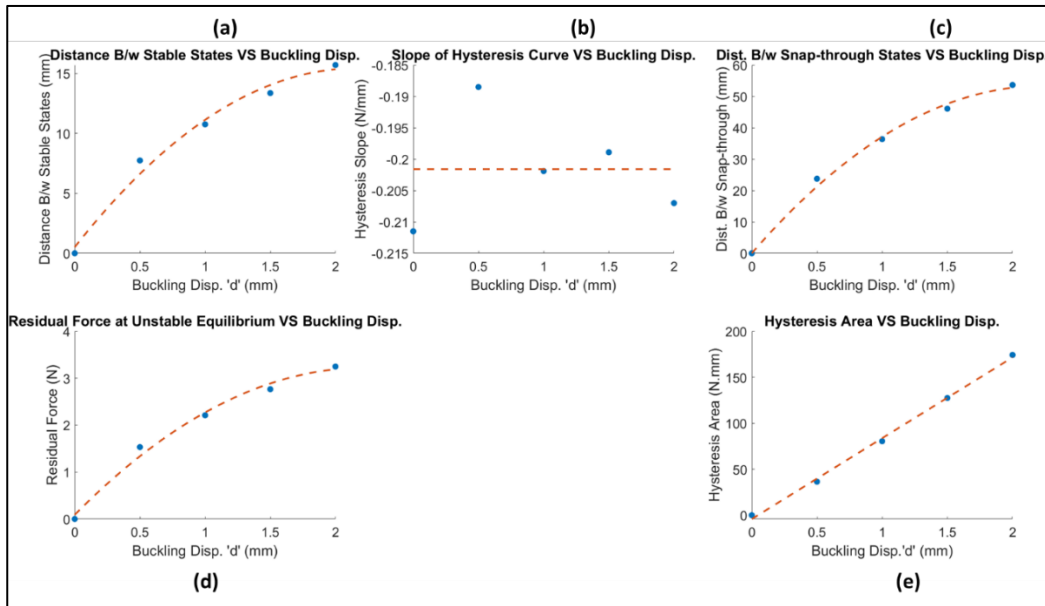 (a)
(b)
(c)
Distance B/w Stable States VS Buckling Disp.
Distance B/w Stable States (mm)
15
10
5
0
0
0.5
1
1.5
2
Buckling Disp. 'd' (mm)
Slope of Hysteresis Curve VS Buckling Disp.
Hysteresis Slope (N/mm)
-0.185
-0.19
-0.195
-0.2
-0.205
-0.21
-0.215
0
0.5
1
1.5
2
Buckling Disp. 'd' (mm)
Dist. B/w Snap-through States VS Buckling Disp.
Dist. B/w Snap-through (mm)
60
50
40
30
20
10
0
0
0.5
1
1.5
2
Buckling Disp. 'd' (mm)
Residual Force at Unstable Equilibrium VS Buckling Disp.
Residual Force (N)
4
3
2
1
0
0
0.5
1
1.5
2
Buckling Disp. 'd' (mm)
(d)
Hysteresis Area VS Buckling Disp.
Hysteresis Area (N.mm)
200
150
100
50
0
0
0.5
1
1.5
2
Buckling Disp.'d' (mm)
(e)